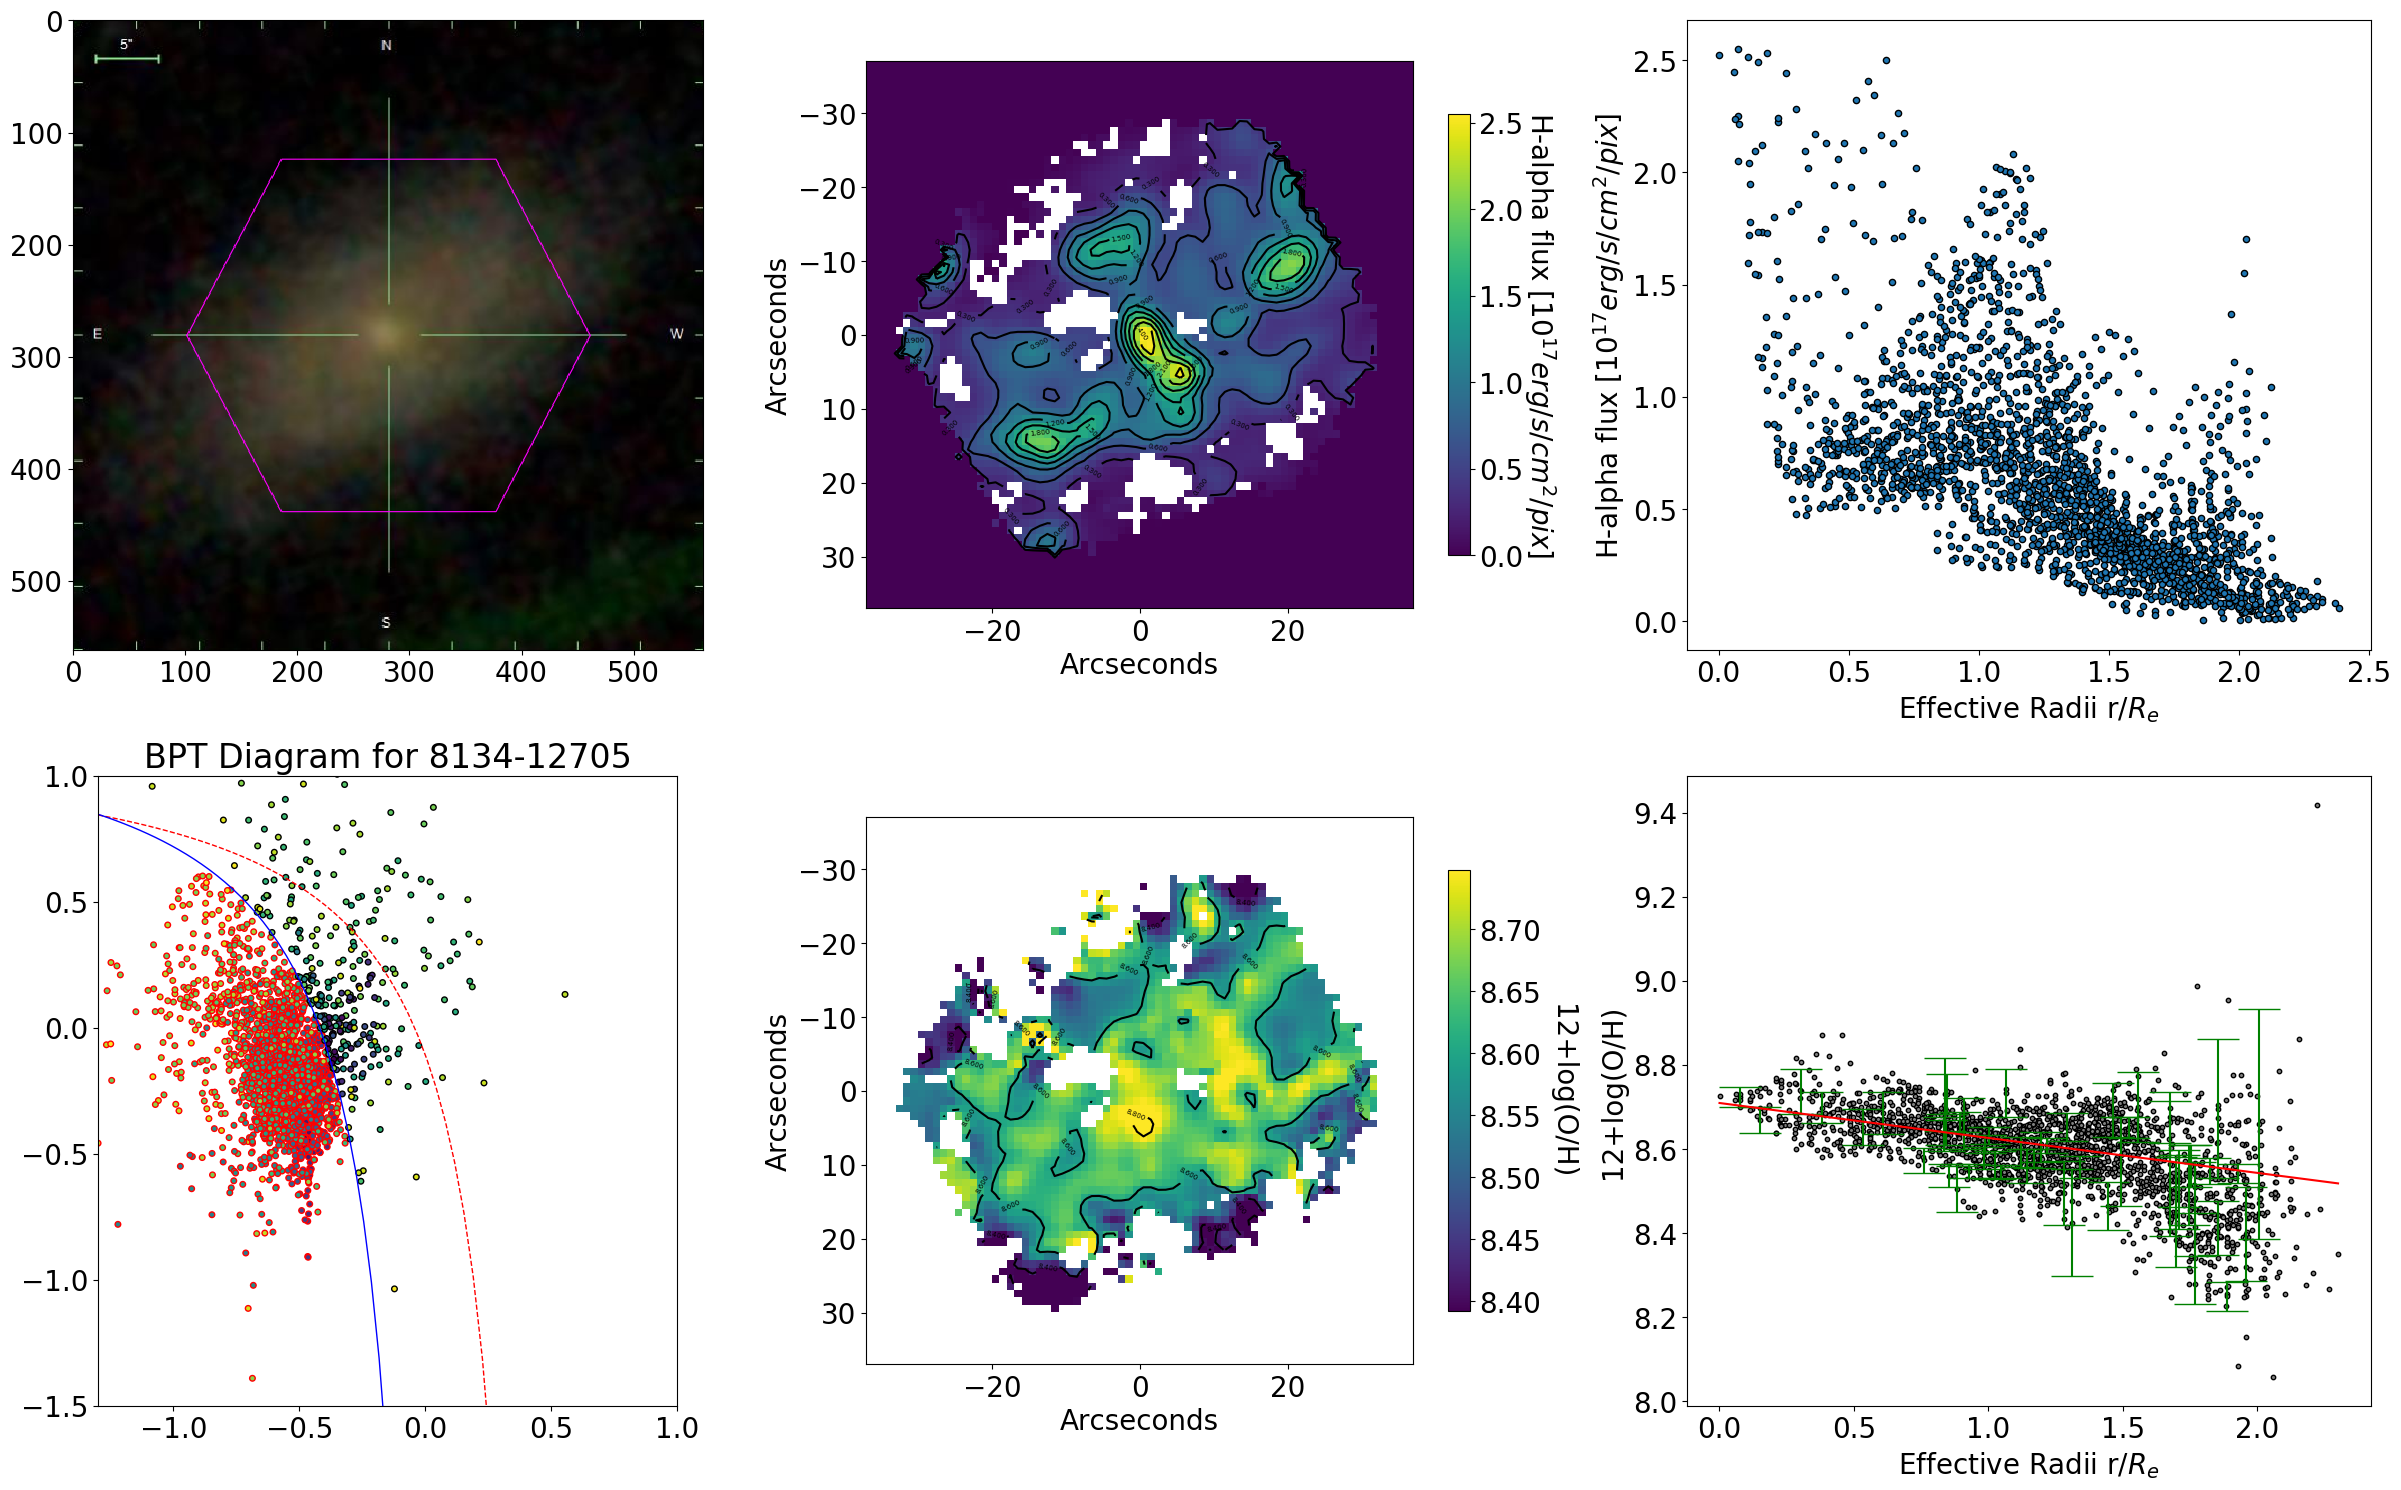 0
100
200
300
400
500
0 100 200 300 400 500
5"
N
E
W
S
−30
−20
−10
0
10
20
30
Arcseconds
−20 0 20
Arcseconds
2.5
2.0
1.5
1.0
0.5
0.0
H-alpha flux [10^17 erg/s/cm^2/pix]
H-alpha flux [10^17 erg/s/cm^2/pix]
2.5
2.0
1.5
1.0
0.5
0.0
0.0 0.5 1.0 1.5 2.0 2.5
Effective Radii r/R_e
BPT Diagram for 8134-12705
1.0
0.5
0.0
−0.5
−1.0
−1.5
−1.0 −0.5 0.0 0.5 1.0
−30
−20
−10
0
10
20
30
Arcseconds
−20 0 20
Arcseconds
8.70
8.65
8.60
8.55
8.50
8.45
8.40
12+log(O/H)
12+log(O/H)
9.4
9.2
9.0
8.8
8.6
8.4
8.2
8.0
0.0 0.5 1.0 1.5 2.0
Effective Radii r/R_e